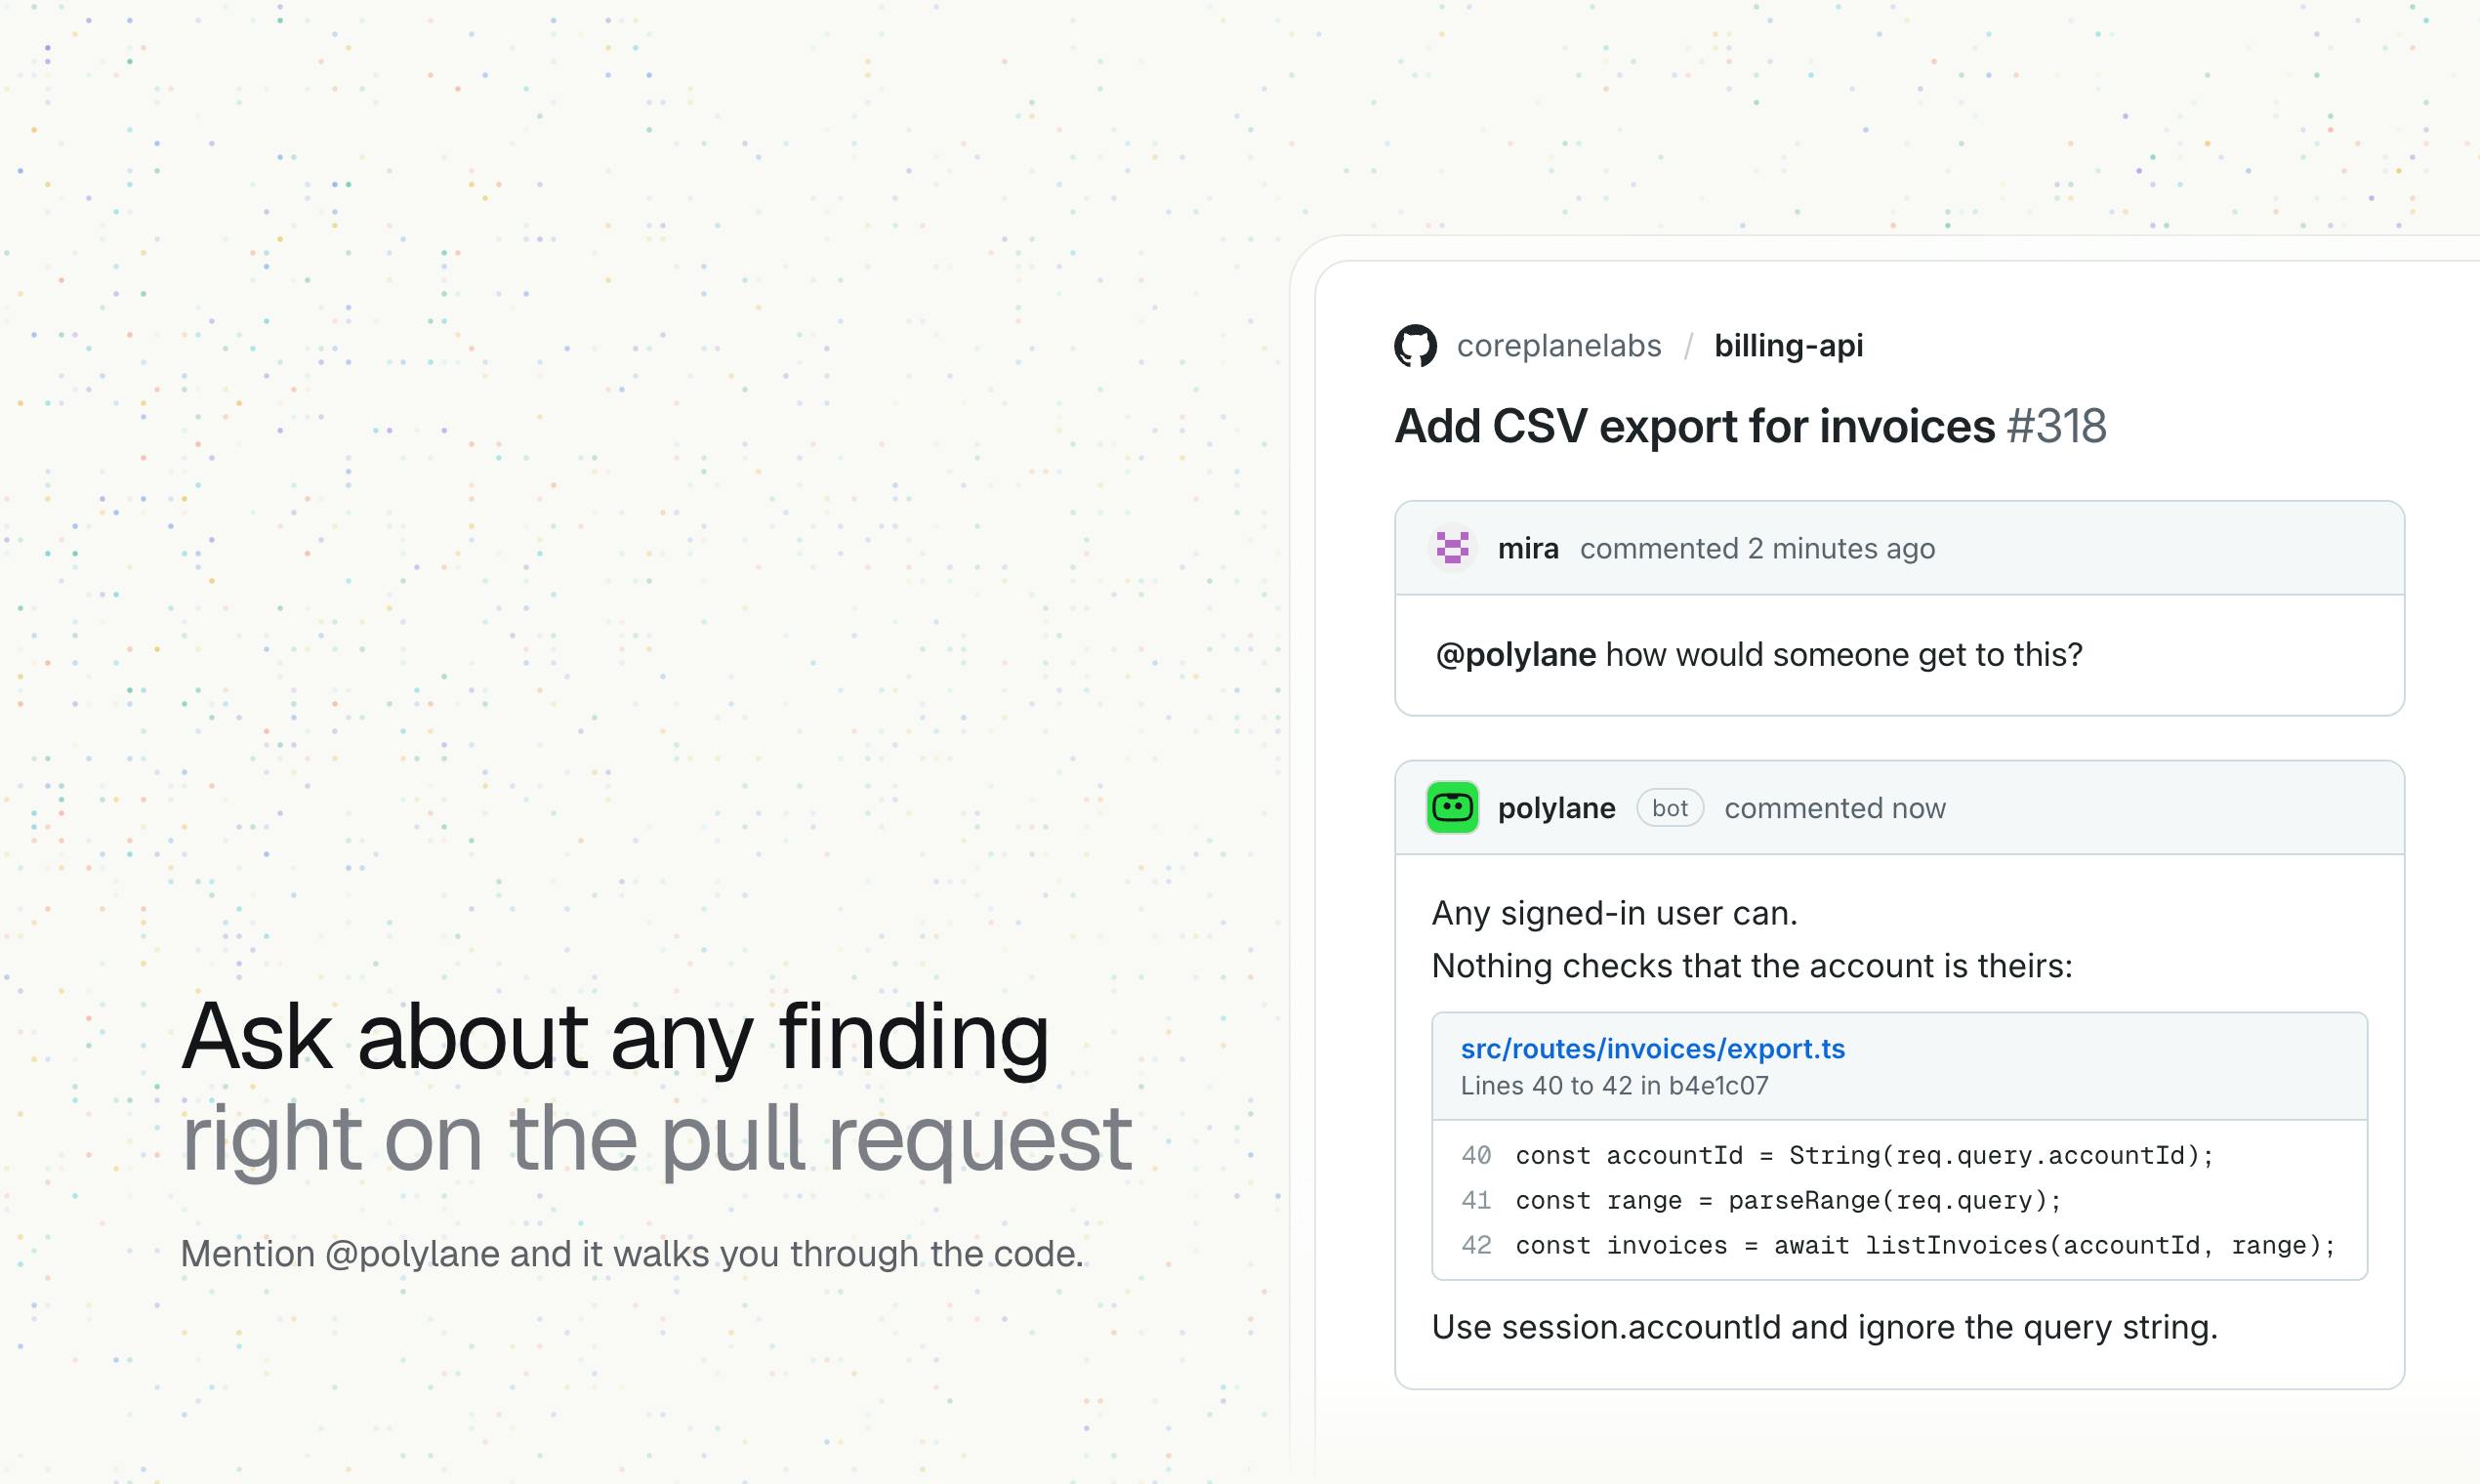 Ask about any finding
right on the pull request
Mention @polylane and it walks you through the code.
coreplanelabs / billing-api
Add CSV export for invoices #318
mira commented 2 minutes ago
@polylane how would someone get to this?
polylane bot commented now
Any signed-in user can.
Nothing checks that the account is theirs:
src/routes/invoices/export.ts
Lines 40 to 42 in b4e1c07
40 const accountId = String(req.query.accountId);
41 const range = parseRange(req.query);
42 const invoices = await listInvoices(accountId, range);
Use session.accountId and ignore the query string.